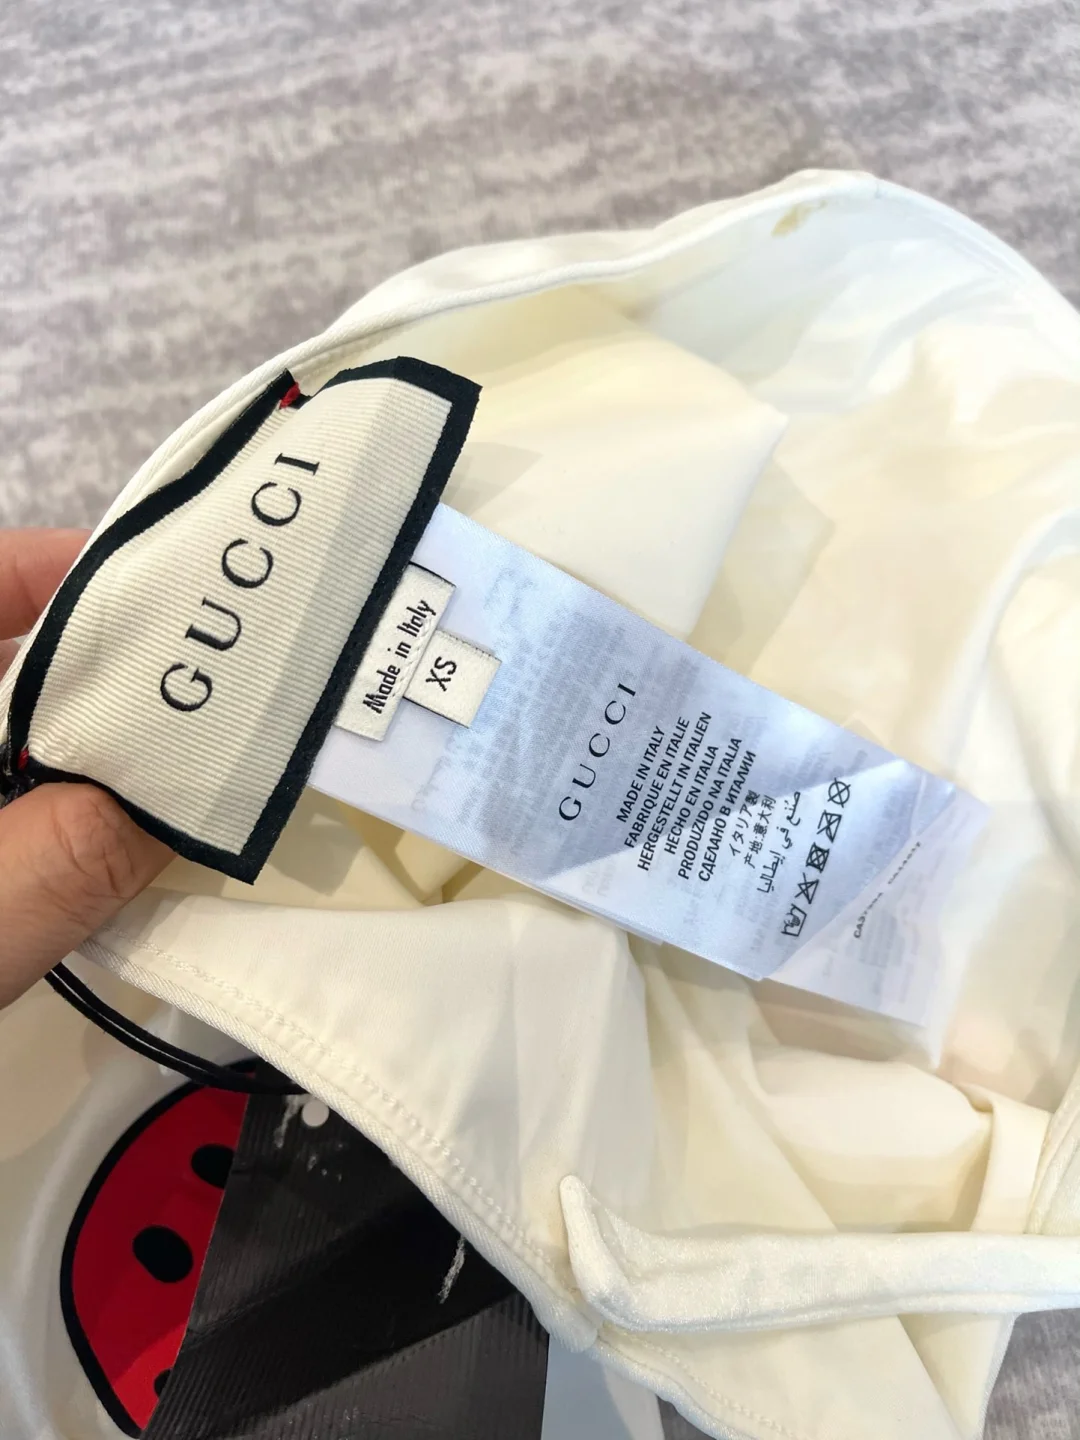 GUCCI
Made in Italy
XS
GUCCI
MADE IN ITALY
FABRIQUE EN ITALIE
HERGESTELLT IN ITALIEN
HECHO EN ITALIA
PRODUZIDO NA ITALIA
СДЕЛАНО В ИТАЛИИ
イタリア製
产地:意大利
صنع في إيطاليا